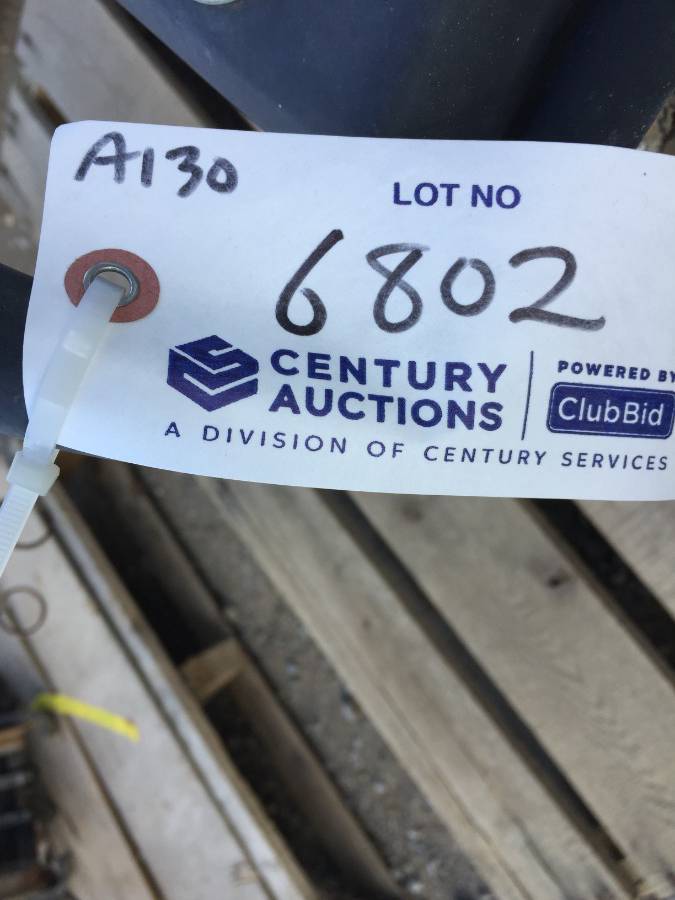 A130
LOT NO
6802
CENTURY
AUCTIONS
POWERED BY
ClubBid
A DIVISION OF CENTURY SERVICES